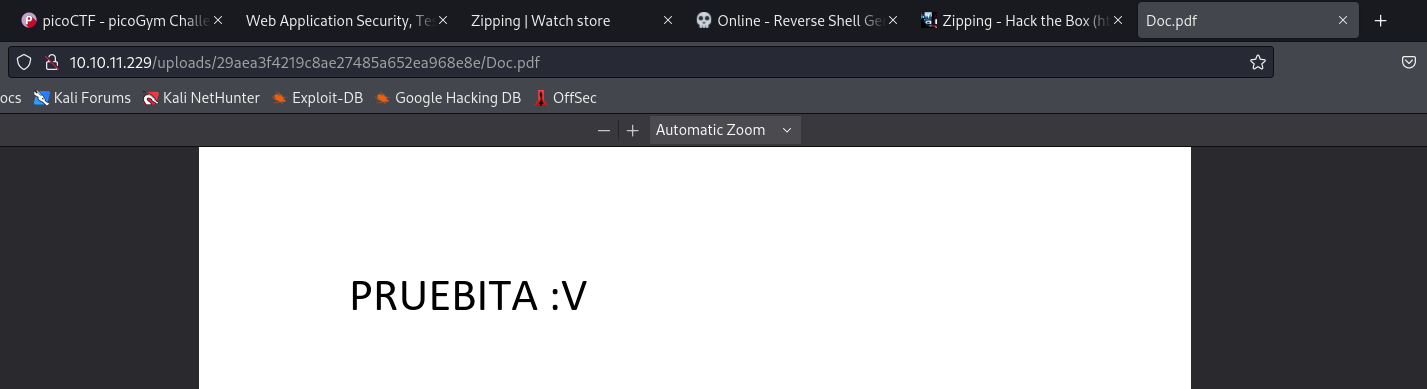 picoCTF - picoGym Challe
Web Application Security, Tes
Zipping | Watch store
Online - Reverse Shell Ge
Zipping - Hack the Box (ht
Doc.pdf
10.10.11.229/uploads/29aea3f4219c8ae27485a652ea968e8e/Doc.pdf
ocs
Kali Forums
Kali NetHunter
Exploit-DB
Google Hacking DB
OffSec
Automatic Zoom
PRUEBITA :V